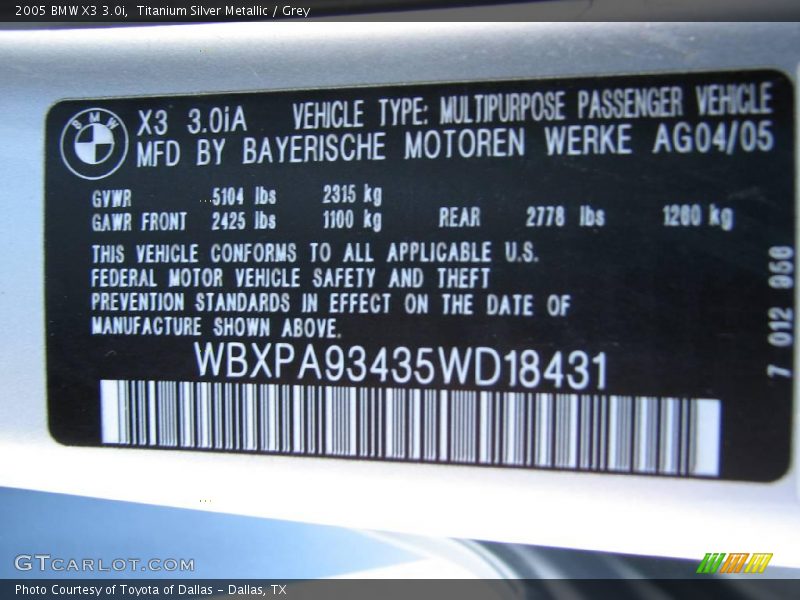 2005 BMW X3 3.0i,  Titanium Silver Metallic / Grey
BMW
X3 3.0iA VEHICLE TYPE: MULTIPURPOSE PASSENGER VEHICLE
MFD BY BAYERISCHE MOTOREN WERKE AG04/05
GVWR 5104 lbs 2315 kg
GAWR FRONT 2425 lbs 1100 kg REAR 2778 lbs 1260 kg
THIS VEHICLE CONFORMS TO ALL APPLICABLE U.S.
FEDERAL MOTOR VEHICLE SAFETY AND THEFT
PREVENTION STANDARDS IN EFFECT ON THE DATE OF
MANUFACTURE SHOWN ABOVE.
WBXPA93435WD18431
7 012 060
GTCARLOT.COM
Photo Courtesy of Toyota of Dallas - Dallas, TX